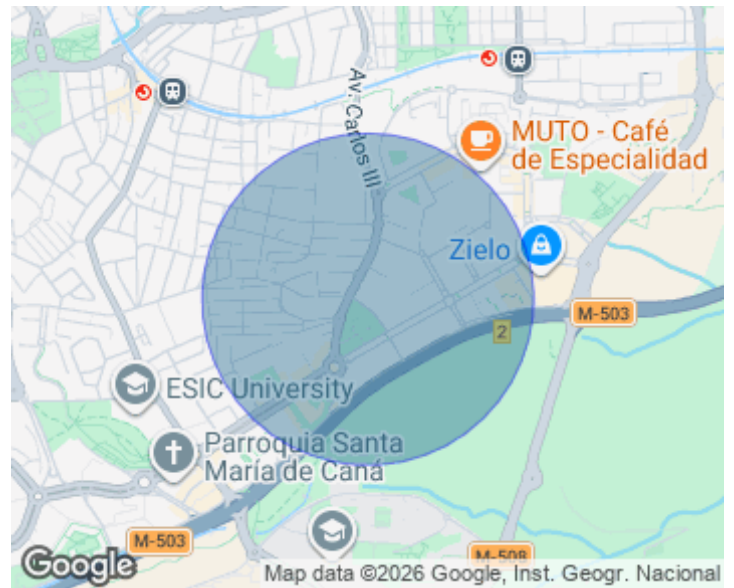 Av. Carlos III
MUTO - Café
de Especialidad
Zielo
M-503
2
ESIC University
Parroquia Santa
María de Caná
M-503
M-508
Google
Map data ©2026 Google, Inst. Geogr. Nacional